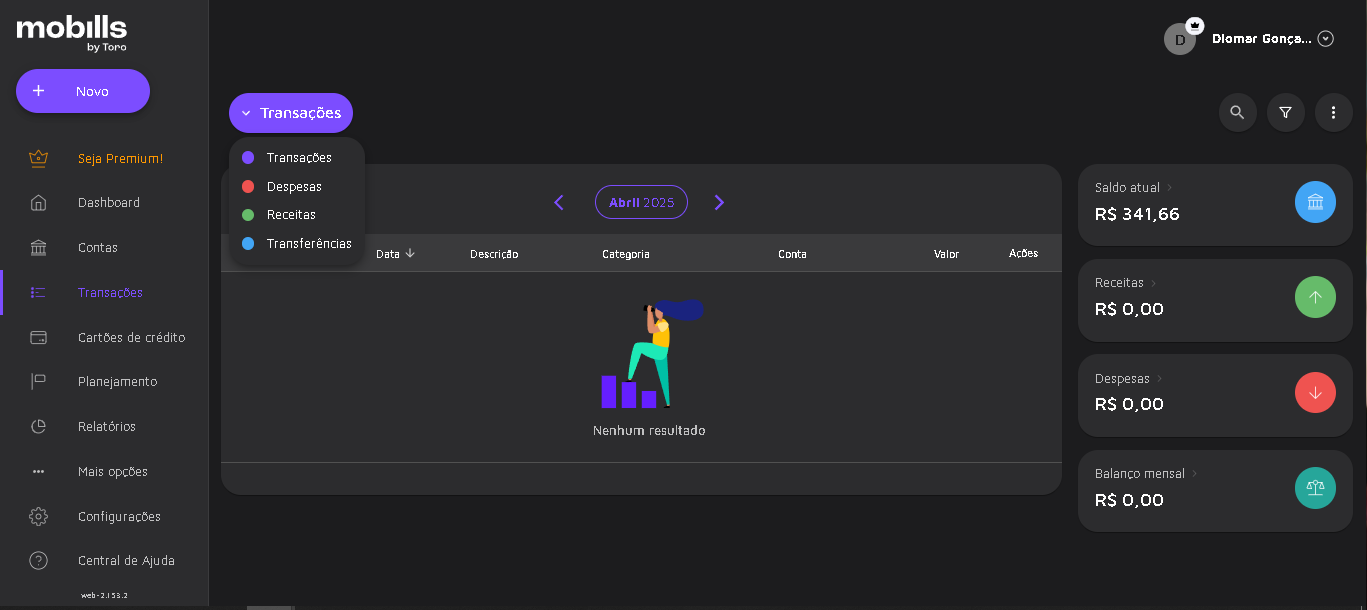 mobills
by Toro
Novo
Seja Premium!
Dashboard
Contas
Transações
Cartões de crédito
Planejamento
Relatórios
Mais opções
Configurações
Central de Ajuda
web-2.153.2
D
Diomar Gonça...
Transações
Transações
Despesas
Receitas
Transferências
Abril 2025
Data
Descrição
Categoria
Conta
Valor
Ações
Nenhum resultado
Saldo atual
R$ 341,66
Receitas
R$ 0,00
Despesas
R$ 0,00
Balanço mensal
R$ 0,00